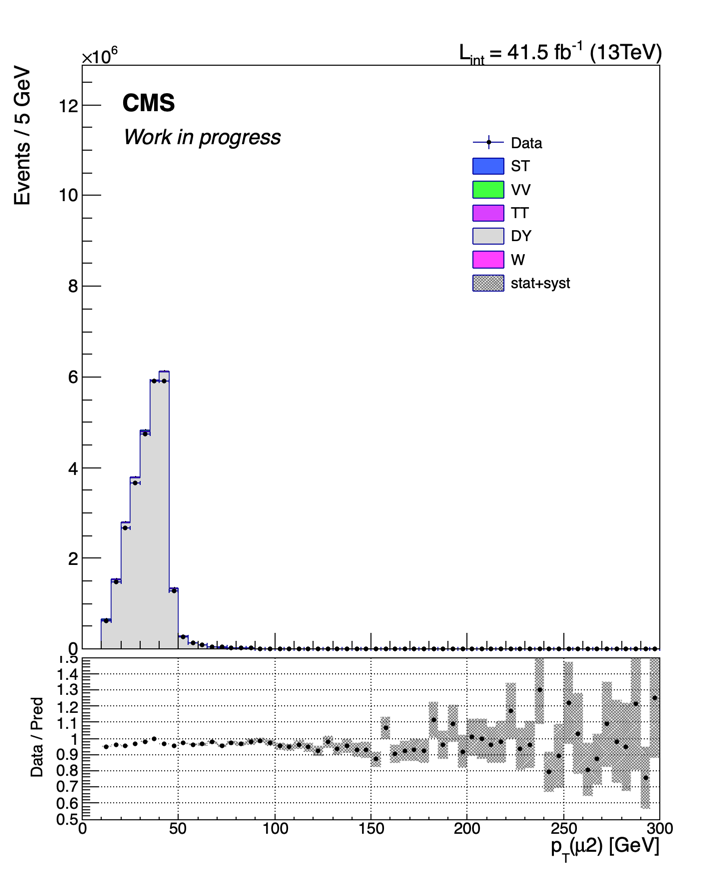 ×10⁶
L_int = 41.5 fb⁻¹ (13TeV)
Events / 5 GeV
CMS
Work in progress
Data
ST
VV
TT
DY
W
stat+syst
12
10
8
6
4
2
0
Data / Pred
1.5
1.4
1.3
1.2
1.1
1
0.9
0.8
0.7
0.6
0.5
0 50 100 150 200 250 300
p_T(μ2) [GeV]